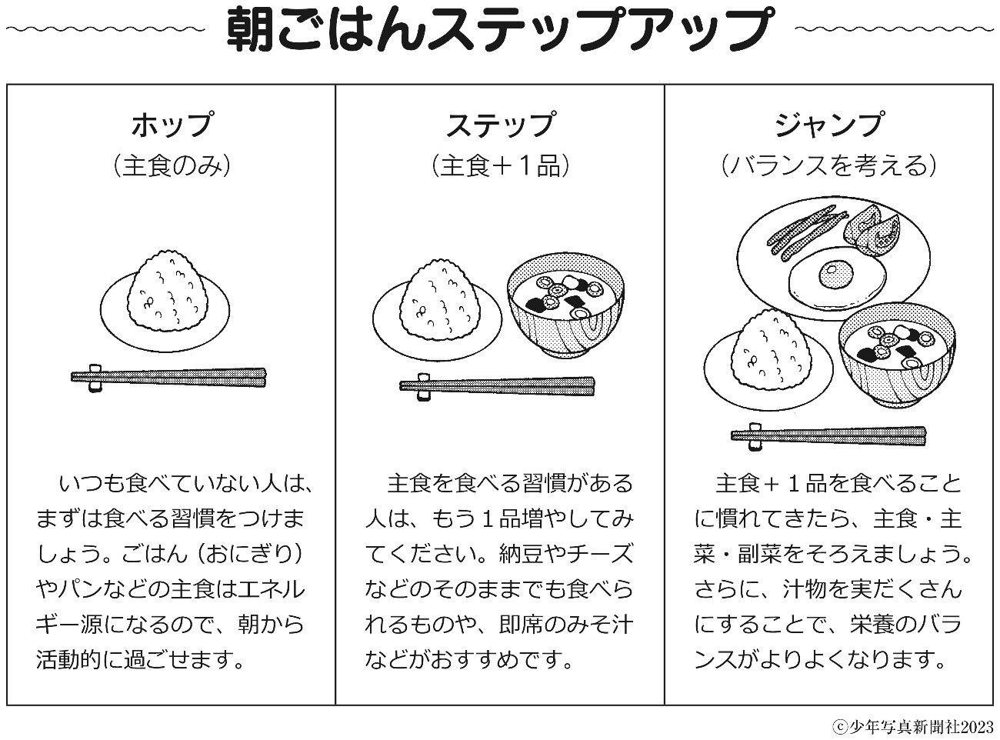 朝ごはんステップアップ
ホップ
（主食のみ）
いつも食べていない人は、
まずは食べる習慣をつけま
しょう。ごはん（おにぎり）
やパンなどの主食はエネル
ギー源になるので、朝から
活動的に過ごせます。
ステップ
（主食＋１品）
主食を食べる習慣がある
人は、もう１品増やしてみ
てください。納豆やチーズ
などのそのままでも食べら
れるものや、即席のみそ汁
などがおすすめです。
ジャンプ
（バランスを考える）
主食＋１品を食べること
に慣れてきたら、主食・主
菜・副菜をそろえましょう。
さらに、汁物を実だくさん
にすることで、栄養のバラ
ンスがよりよくなります。
ⓒ少年写真新聞社2023